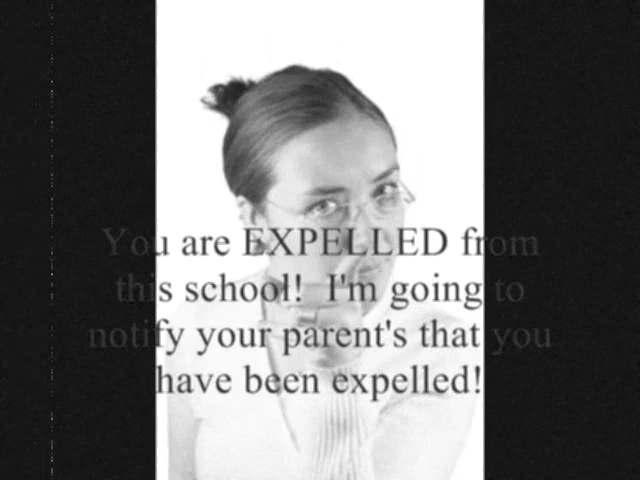 You are EXPELLED from
this school!  I'm going to
notify your parent's that you
have been expelled!